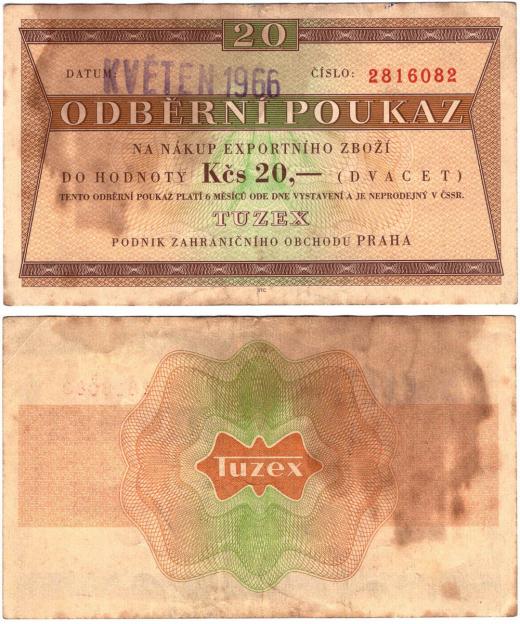 20
DATUM: KVĚTEN 1966 ČÍSLO: 2816082
ODBĚRNÍ POUKAZ
NA NÁKUP EXPORTNÍHO ZBOŽÍ
DO HODNOTY Kčs 20,— (DVACET)
TENTO ODBĚRNÍ POUKAZ PLATÍ 6 MĚSÍCŮ ODE DNE VYSTAVENÍ A JE NEPRODEJNÝ V ČSSR.
TUZEX
PODNIK ZAHRANIČNÍHO OBCHODU PRAHA
Tuzex